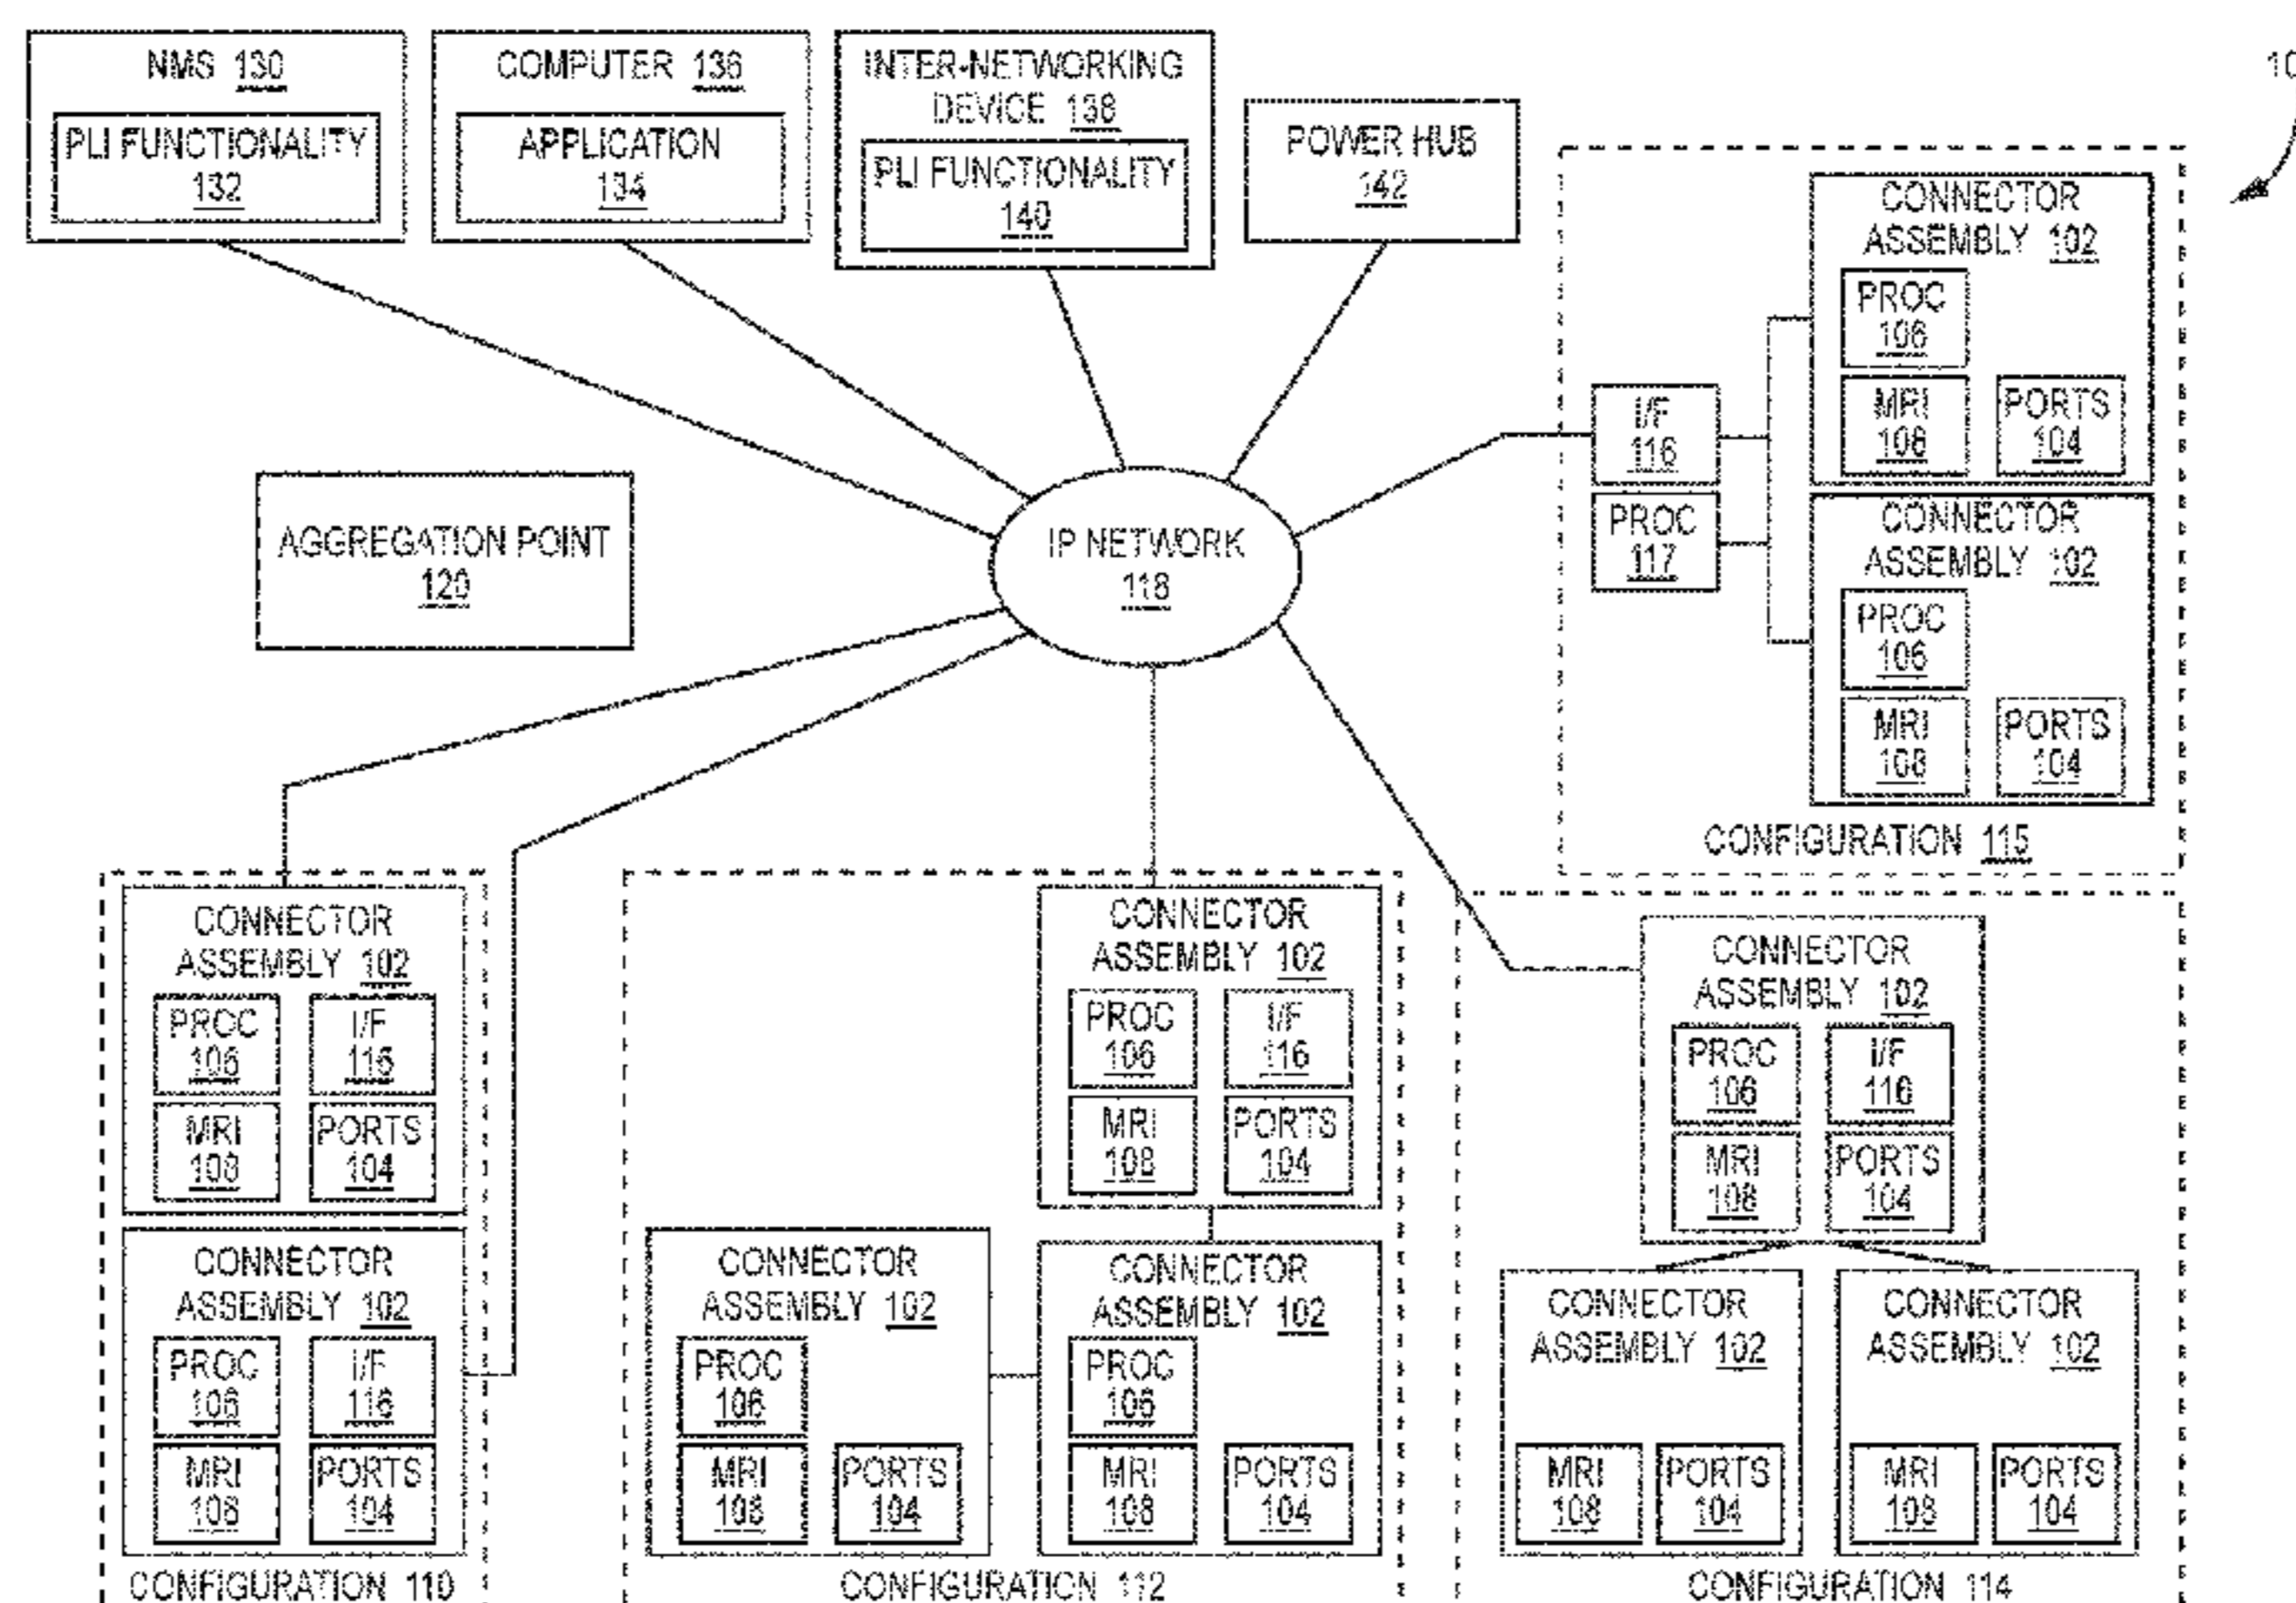 NMS 130
PLI FUNCTIONALITY
132
COMPUTER 136
APPLICATION
134
INTER-NETWORKING
DEVICE 138
PLI FUNCTIONALITY
140
POWER HUB
142
10
CONNECTOR
ASSEMBLY 102
PROC
106
MRI
108
PORTS
104
I/F
116
PROC
117
CONNECTOR
ASSEMBLY 102
PROC
106
MRI
108
PORTS
104
CONFIGURATION 115
AGGREGATION POINT
120
IP NETWORK
118
CONNECTOR
ASSEMBLY 102
PROC
106
I/F
116
MRI
108
PORTS
104
CONNECTOR
ASSEMBLY 102
PROC
106
I/F
116
MRI
108
PORTS
104
CONFIGURATION 110
CONNECTOR
ASSEMBLY 102
PROC
106
I/F
116
MRI
108
PORTS
104
CONNECTOR
ASSEMBLY 102
PROC
106
MRI
108
PORTS
104
CONNECTOR
ASSEMBLY 102
PROC
106
MRI
108
PORTS
104
CONFIGURATION 112
CONNECTOR
ASSEMBLY 102
PROC
106
I/F
116
MRI
108
PORTS
104
CONNECTOR
ASSEMBLY 102
MRI
108
PORTS
104
CONNECTOR
ASSEMBLY 102
MRI
108
PORTS
104
CONFIGURATION 114